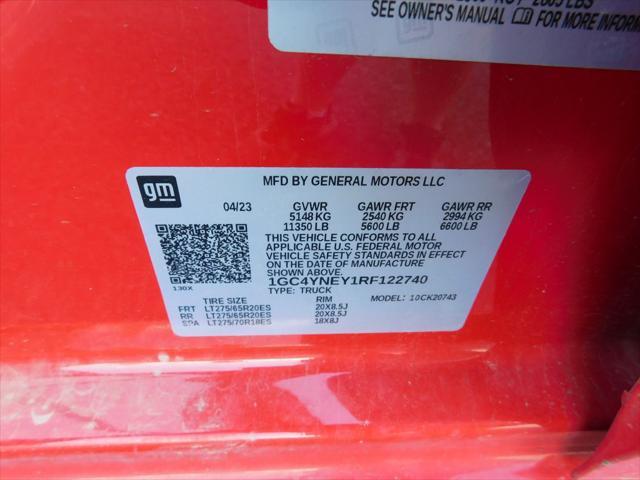 2005 LBS
SEE OWNER'S MANUAL FOR MORE INFORM
gm
MFD BY GENERAL MOTORS LLC
04/23 GVWR GAWR FRT GAWR RR
5148 KG 2540 KG 2994 KG
11350 LB 5600 LB 6600 LB
THIS VEHICLE CONFORMS TO ALL
APPLICABLE U.S. FEDERAL MOTOR
VEHICLE SAFETY STANDARDS IN EFFECT
ON THE DATE OF MANUFACTURE
SHOWN ABOVE.
1GC4YNEY1RF122740
130X TYPE: TRUCK
TIRE SIZE RIM MODEL: 10CK20743
FRT LT275/65R20ES 20X8.5J
RR LT275/65R20ES 20X8.5J
SPA LT275/70R18ES 18X8J